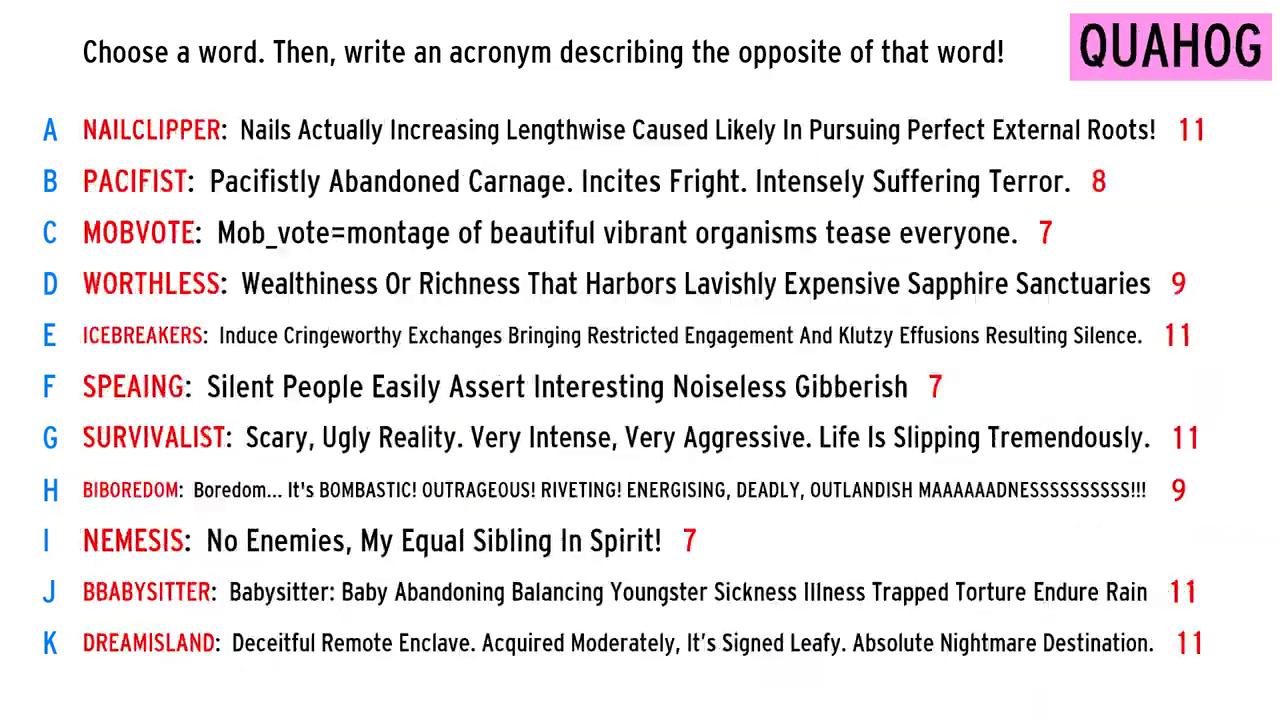 Choose a word. Then, write an acronym describing the opposite of that word!
QUAHOG
A NAILCLIPPER: Nails Actually Increasing Lengthwise Caused Likely In Pursuing Perfect External Roots! 11
B PACIFIST: Pacifistly Abandoned Carnage. Incites Fright. Intensely Suffering Terror. 8
C MOBVOTE: Mob_vote=montage of beautiful vibrant organisms tease everyone. 7
D WORTHLESS: Wealthiness Or Richness That Harbors Lavishly Expensive Sapphire Sanctuaries 9
E ICEBREAKERS: Induce Cringeworthy Exchanges Bringing Restricted Engagement And Klutzy Effusions Resulting Silence. 11
F SPEAING: Silent People Easily Assert Interesting Noiseless Gibberish 7
G SURVIVALIST: Scary, Ugly Reality. Very Intense, Very Aggressive. Life Is Slipping Tremendously. 11
H BIBOREDOM: Boredom... It's BOMBASTIC! OUTRAGEOUS! RIVETING! ENERGISING, DEADLY, OUTLANDISH MAAAAAADNESSSSSSSSSS!!! 9
I NEMESIS: No Enemies, My Equal Sibling In Spirit! 7
J BBABYSITTER: Babysitter: Baby Abandoning Balancing Youngster Sickness Illness Trapped Torture Endure Rain 11
K DREAMISLAND: Deceitful Remote Enclave. Acquired Moderately, It’s Signed Leafy. Absolute Nightmare Destination. 11